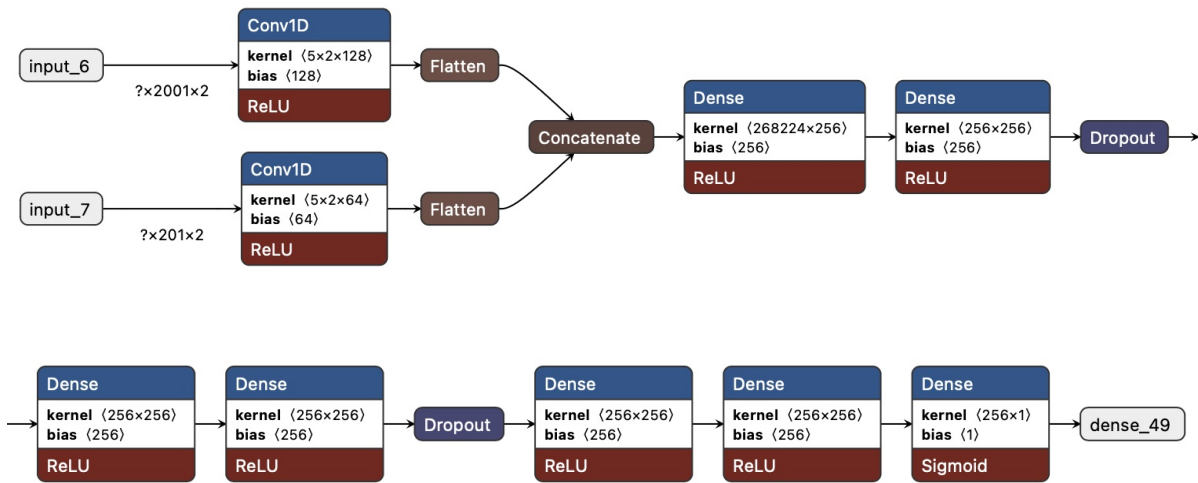 input_6
?×2001×2
Conv1D
kernel ⟨5×2×128⟩
bias ⟨128⟩
ReLU
Flatten
input_7
?×201×2
Conv1D
kernel ⟨5×2×64⟩
bias ⟨64⟩
ReLU
Flatten
Concatenate
Dense
kernel ⟨268224×256⟩
bias ⟨256⟩
ReLU
Dense
kernel ⟨256×256⟩
bias ⟨256⟩
ReLU
Dropout
Dense
kernel ⟨256×256⟩
bias ⟨256⟩
ReLU
Dense
kernel ⟨256×256⟩
bias ⟨256⟩
ReLU
Dropout
Dense
kernel ⟨256×256⟩
bias ⟨256⟩
ReLU
Dense
kernel ⟨256×256⟩
bias ⟨256⟩
ReLU
Dense
kernel ⟨256×1⟩
bias ⟨1⟩
Sigmoid
dense_49